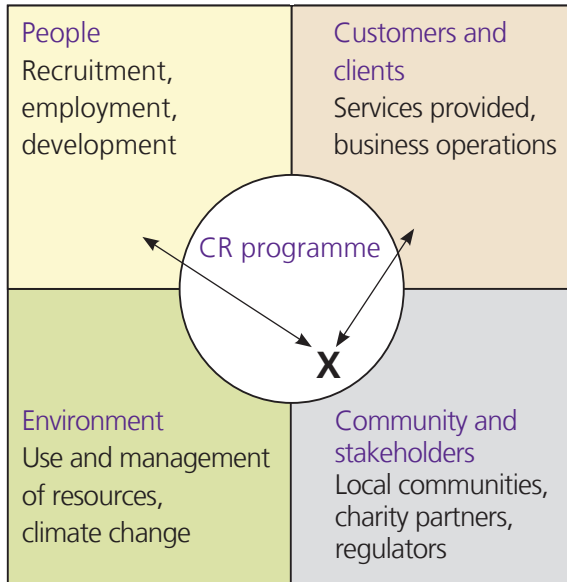 People
Recruitment,
employment,
development
Customers and
clients
Services provided,
business operations
CR programme
X
Environment
Use and management
of resources,
climate change
Community and
stakeholders
Local communities,
charity partners,
regulators